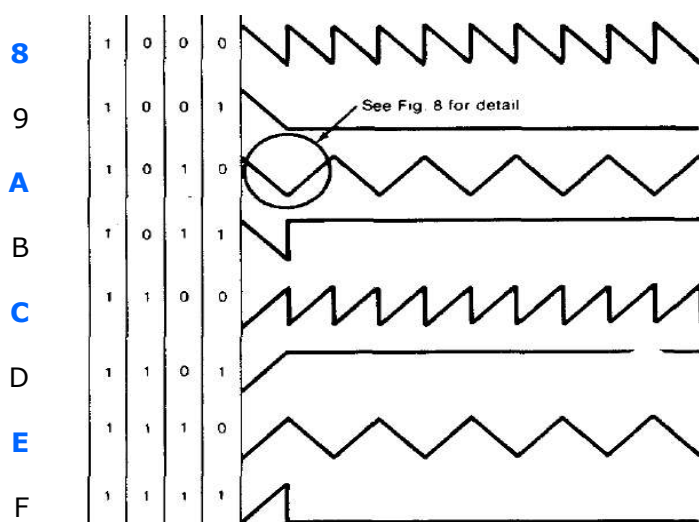 8 1 0 0 0
9 1 0 0 1
See Fig. 8 for detail
A 1 0 1 0
B 1 0 1 1
C 1 1 0 0
D 1 1 0 1
E 1 1 1 0
F 1 1 1 1